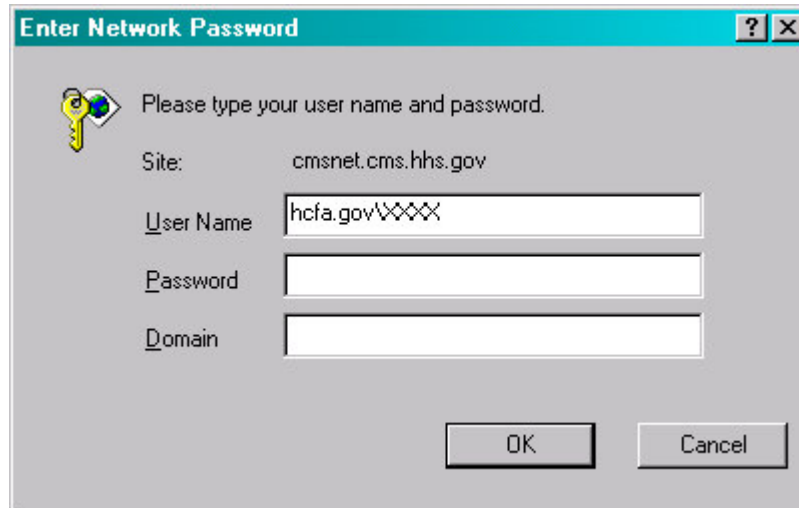 Enter Network Password
Please type your user name and password.
Site: cmsnet.cms.hhs.gov
User Name hcfa.gov\XXXX
Password
Domain
OK Cancel